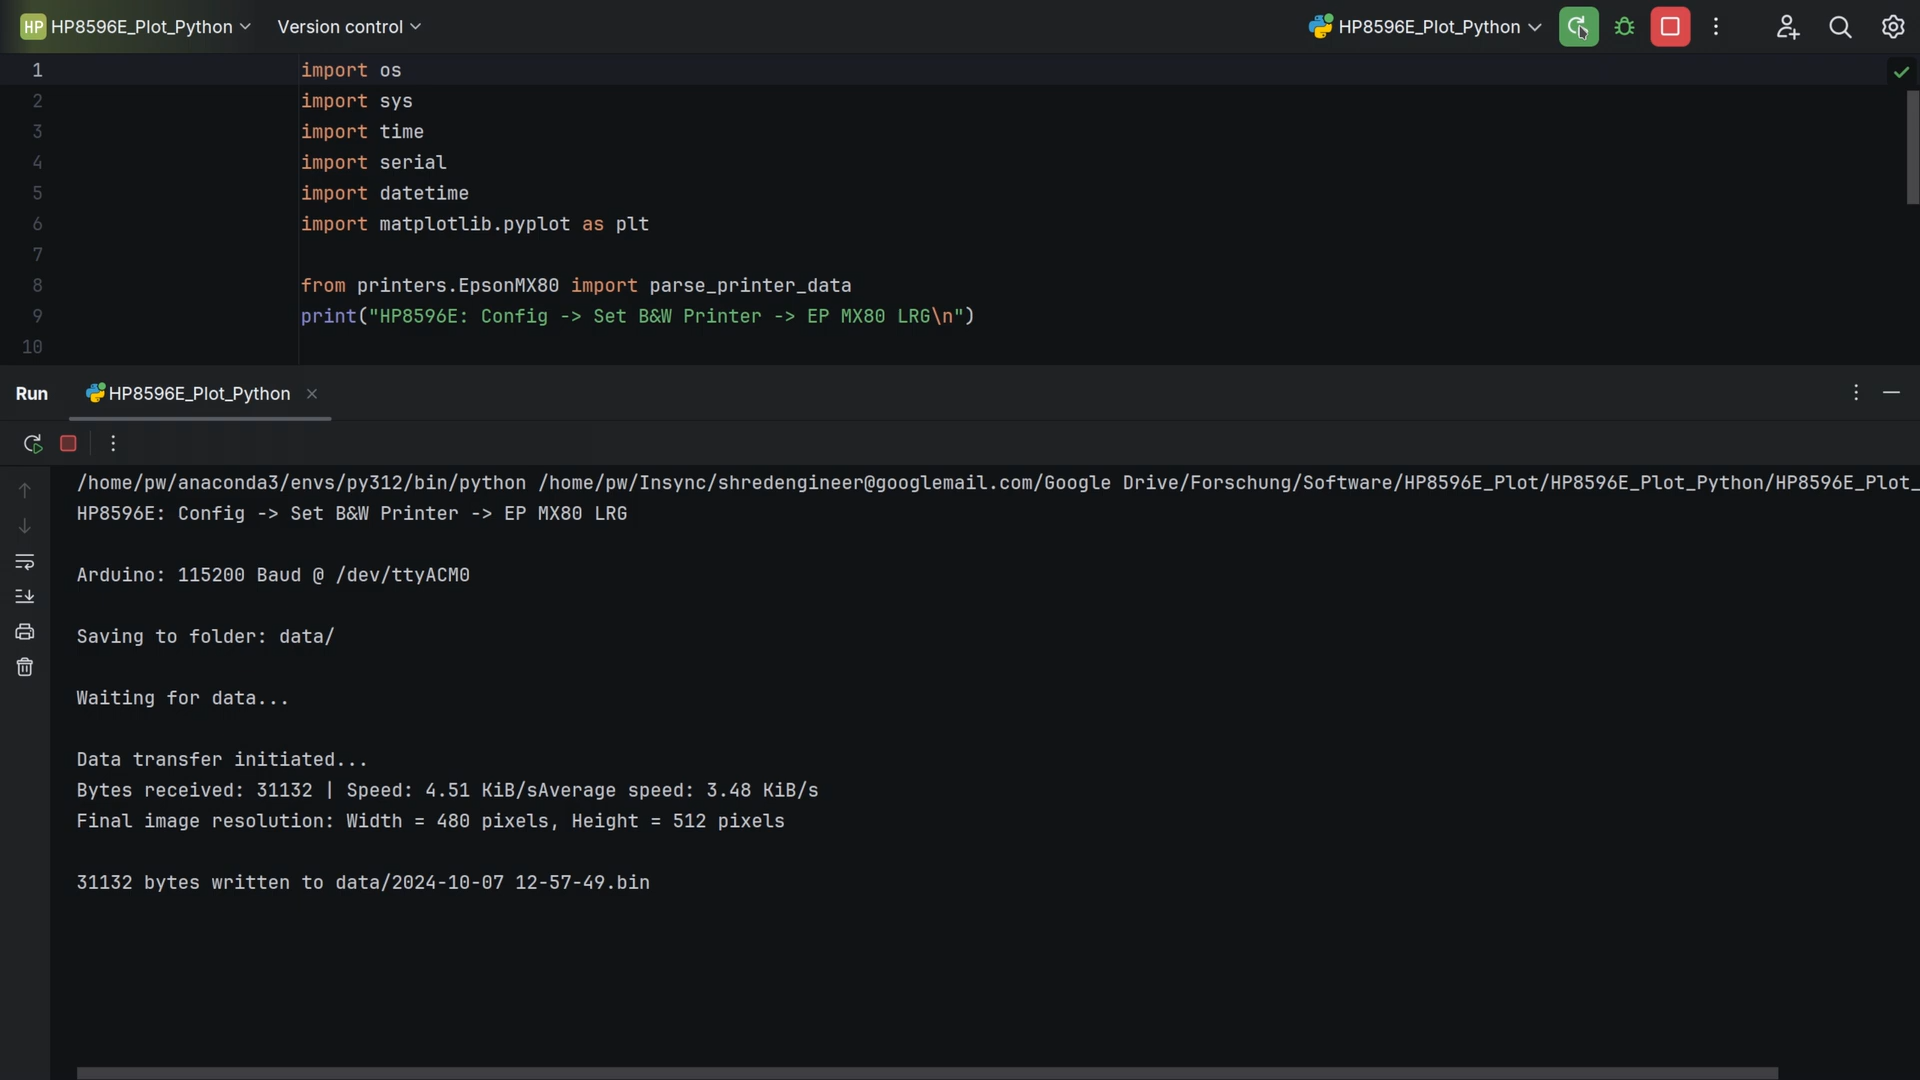 HP HP8596E_Plot_Python Version control HP8596E_Plot_Python
1 import os
2 import sys
3 import time
4 import serial
5 import datetime
6 import matplotlib.pyplot as plt
7
8 from printers.EpsonMX80 import parse_printer_data
9 print("HP8596E: Config -> Set B&W Printer -> EP MX80 LRG\n")
10
Run HP8596E_Plot_Python
/home/pw/anaconda3/envs/py312/bin/python /home/pw/Insync/shredengineer@googlemail.com/Google Drive/Forschung/Software/HP8596E_Plot/HP8596E_Plot_Python/HP8596E_Plot_
HP8596E: Config -> Set B&W Printer -> EP MX80 LRG
Arduino: 115200 Baud @ /dev/ttyACM0
Saving to folder: data/
Waiting for data...
Data transfer initiated...
Bytes received: 31132 | Speed: 4.51 KiB/sAverage speed: 3.48 KiB/s
Final image resolution: Width = 480 pixels, Height = 512 pixels
31132 bytes written to data/2024-10-07 12-57-49.bin